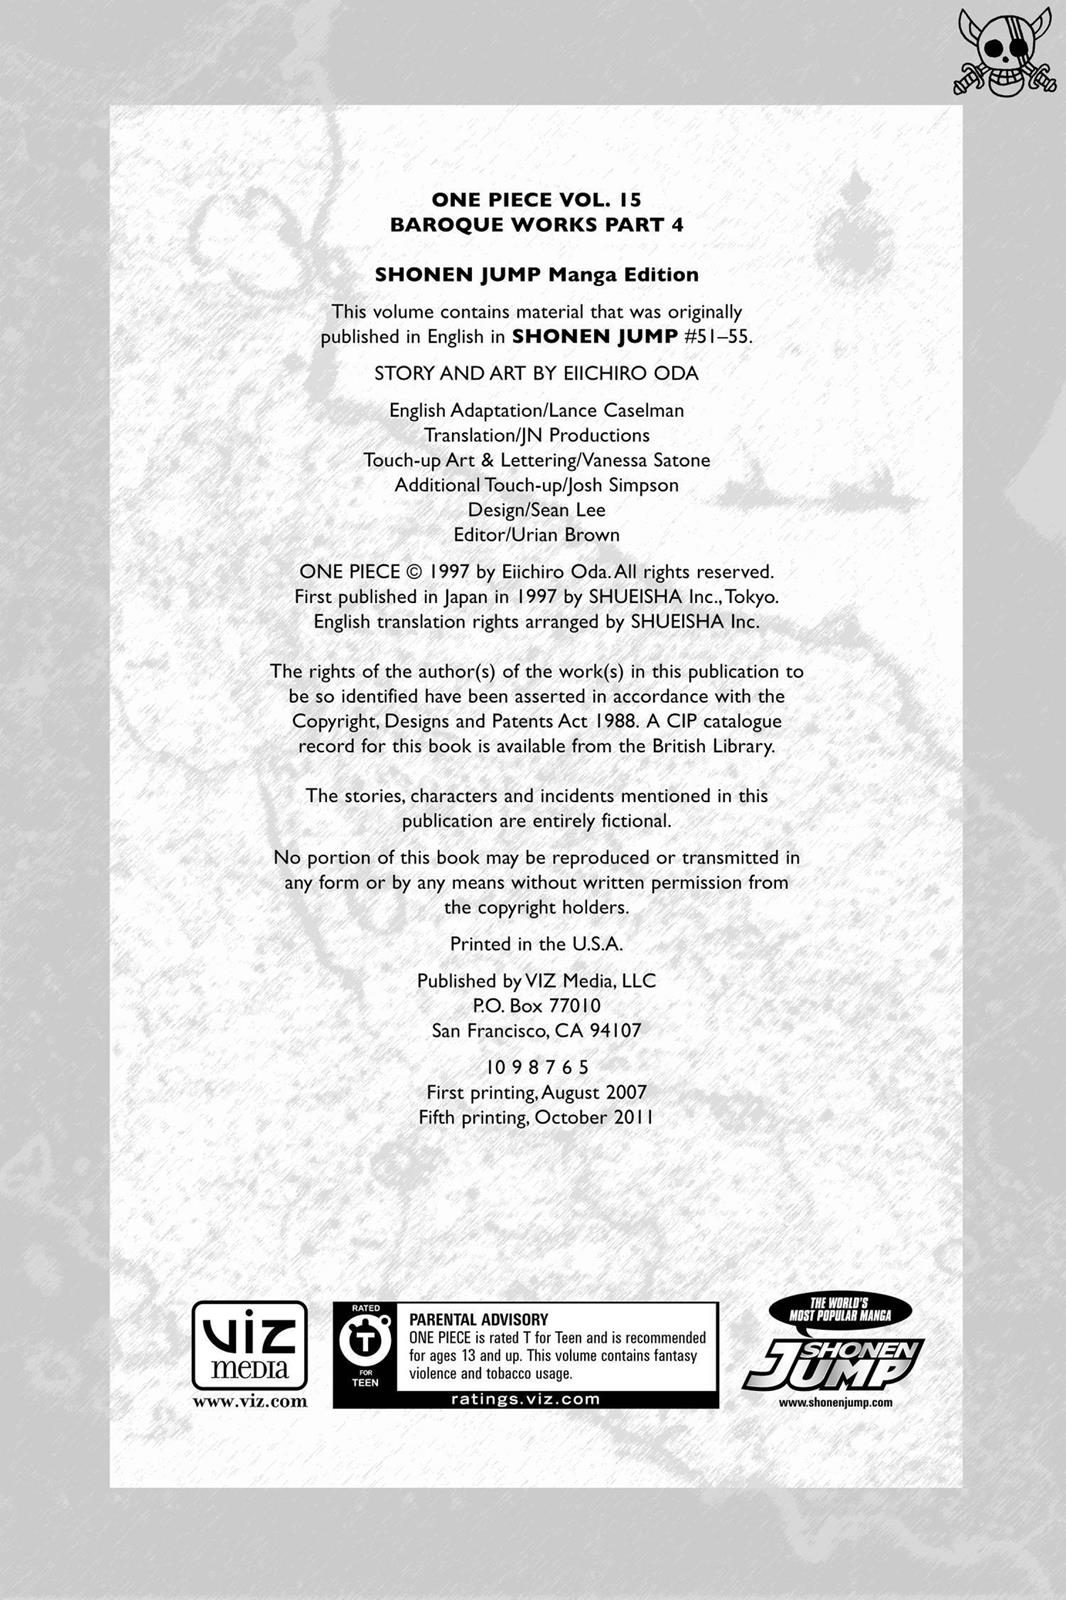 ONE PIECE VOL. 15
BAROQUE WORKS PART 4
SHONEN JUMP Manga Edition
This volume contains material that was originally
published in English in SHONEN JUMP #51–55.
STORY AND ART BY EIICHIRO ODA
English Adaptation/Lance Caselman
Translation/JN Productions
Touch-up Art & Lettering/Vanessa Satone
Additional Touch-up/Josh Simpson
Design/Sean Lee
Editor/Urian Brown
ONE PIECE © 1997 by Eiichiro Oda. All rights reserved.
First published in Japan in 1997 by SHUEISHA Inc., Tokyo.
English translation rights arranged by SHUEISHA Inc.
The rights of the author(s) of the work(s) in this publication to
be so identified have been asserted in accordance with the
Copyright, Designs and Patents Act 1988. A CIP catalogue
record for this book is available from the British Library.
The stories, characters and incidents mentioned in this
publication are entirely fictional.
No portion of this book may be reproduced or transmitted in
any form or by any means without written permission from
the copyright holders.
Printed in the U.S.A.
Published by VIZ Media, LLC
P.O. Box 77010
San Francisco, CA 94107
10 9 8 7 6 5
First printing, August 2007
Fifth printing, October 2011
VIZ
MEDIA
www.viz.com
RATED
T
FOR
TEEN
PARENTAL ADVISORY
ONE PIECE is rated T for Teen and is recommended
for ages 13 and up. This volume contains fantasy
violence and tobacco usage.
ratings.viz.com
THE WORLD'S
MOST POPULAR MANGA
SHONEN
JUMP
www.shonenjump.com